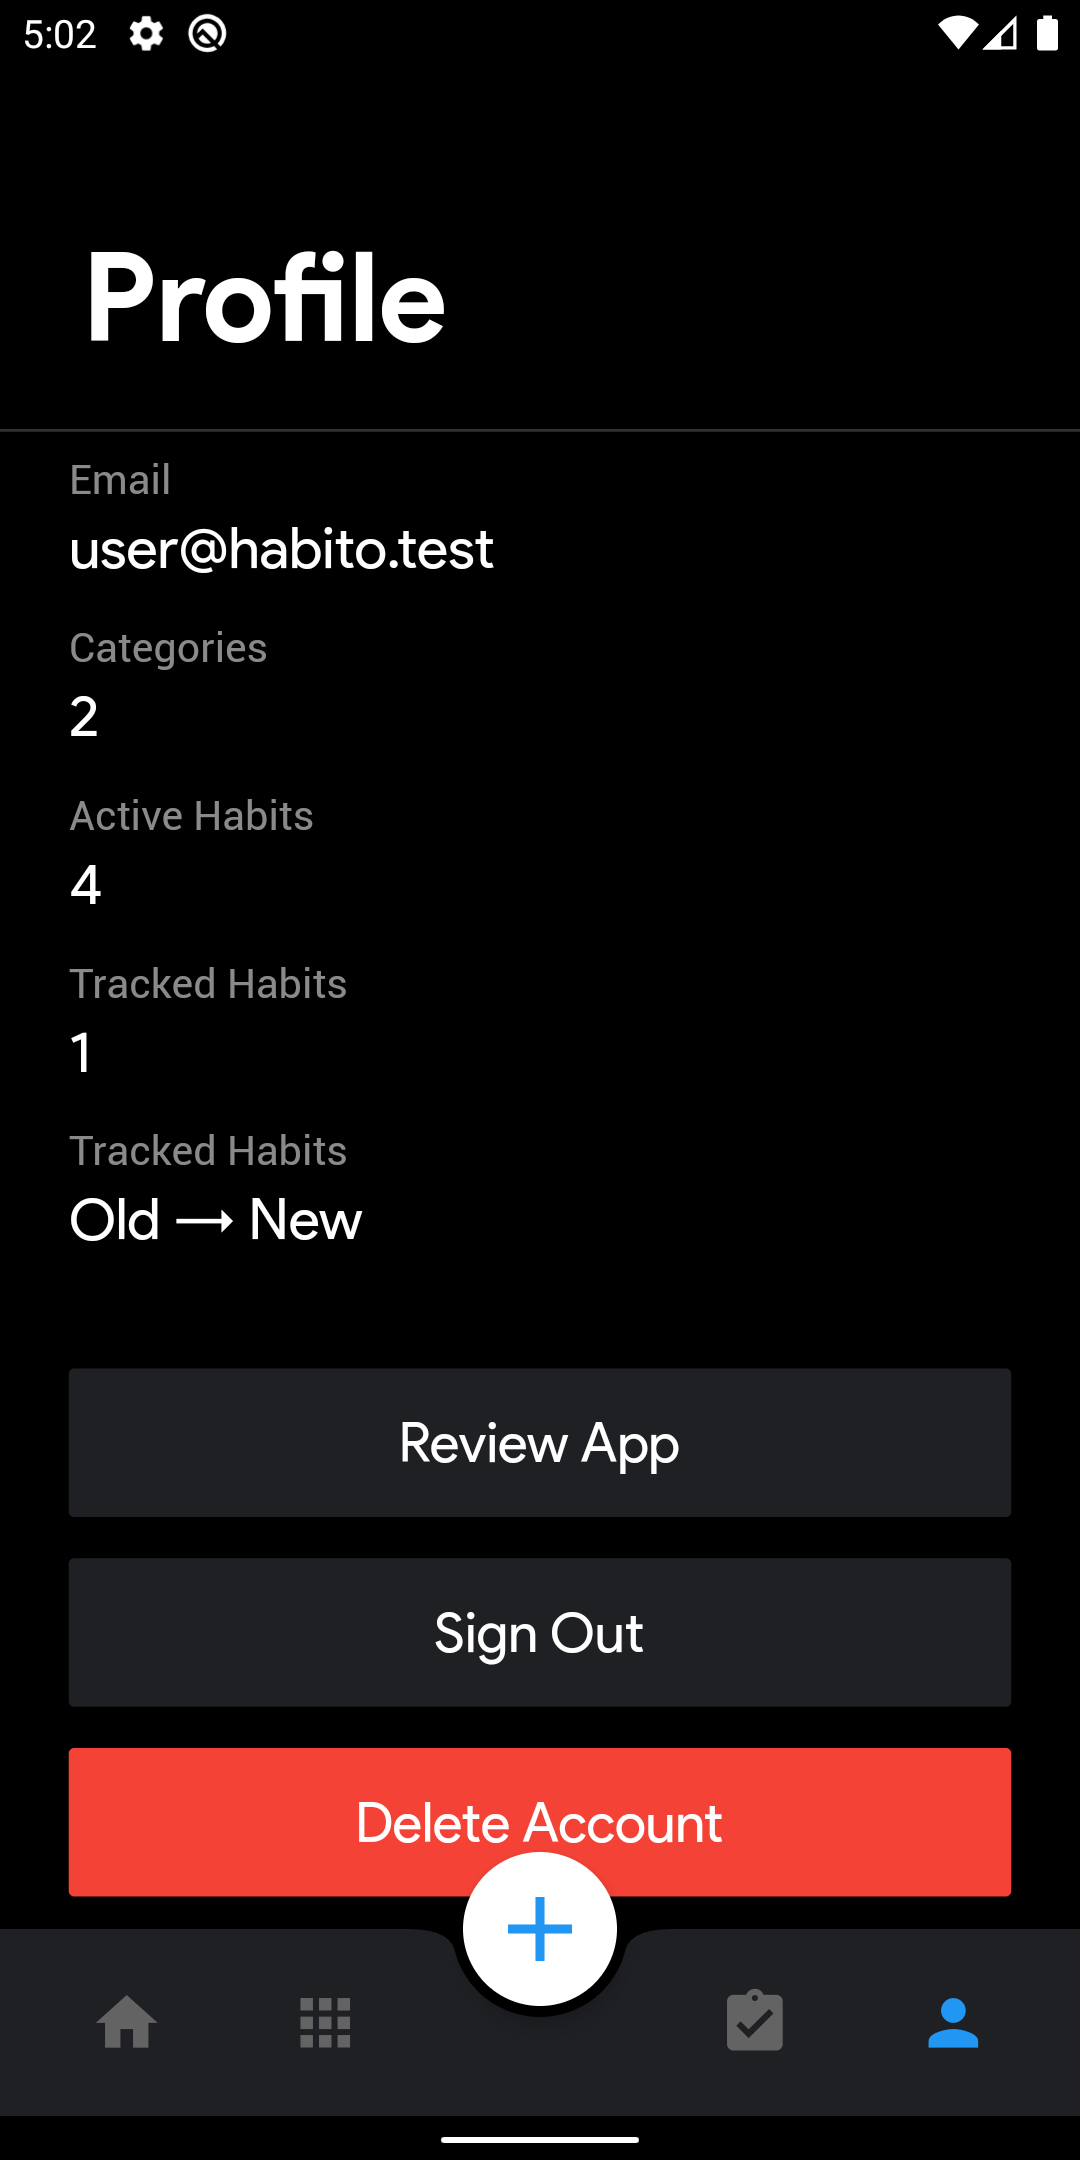 5:02
Profile
Email
user@habito.test
Categories
2
Active Habits
4
Tracked Habits
1
Tracked Habits
Old → New
Review App
Sign Out
Delete Account